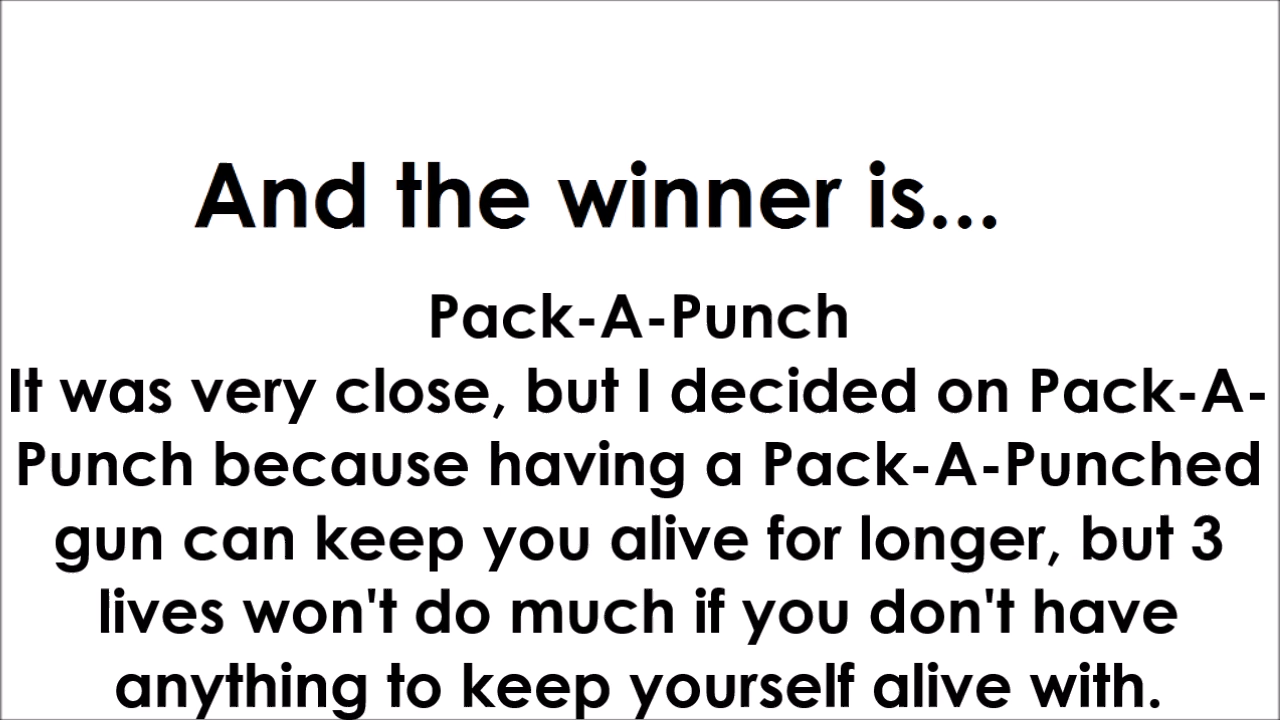 And the winner is...
Pack-A-Punch
It was very close, but I decided on Pack-A-
Punch because having a Pack-A-Punched
gun can keep you alive for longer, but 3
lives won't do much if you don't have
anything to keep yourself alive with.